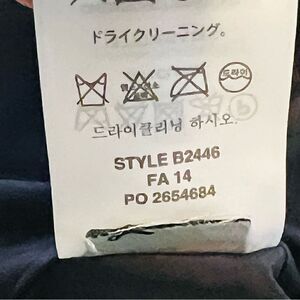 ドライクリーニング。
드라이
드라이클리닝 하시오.
STYLE B2446
FA 14
PO 2654684